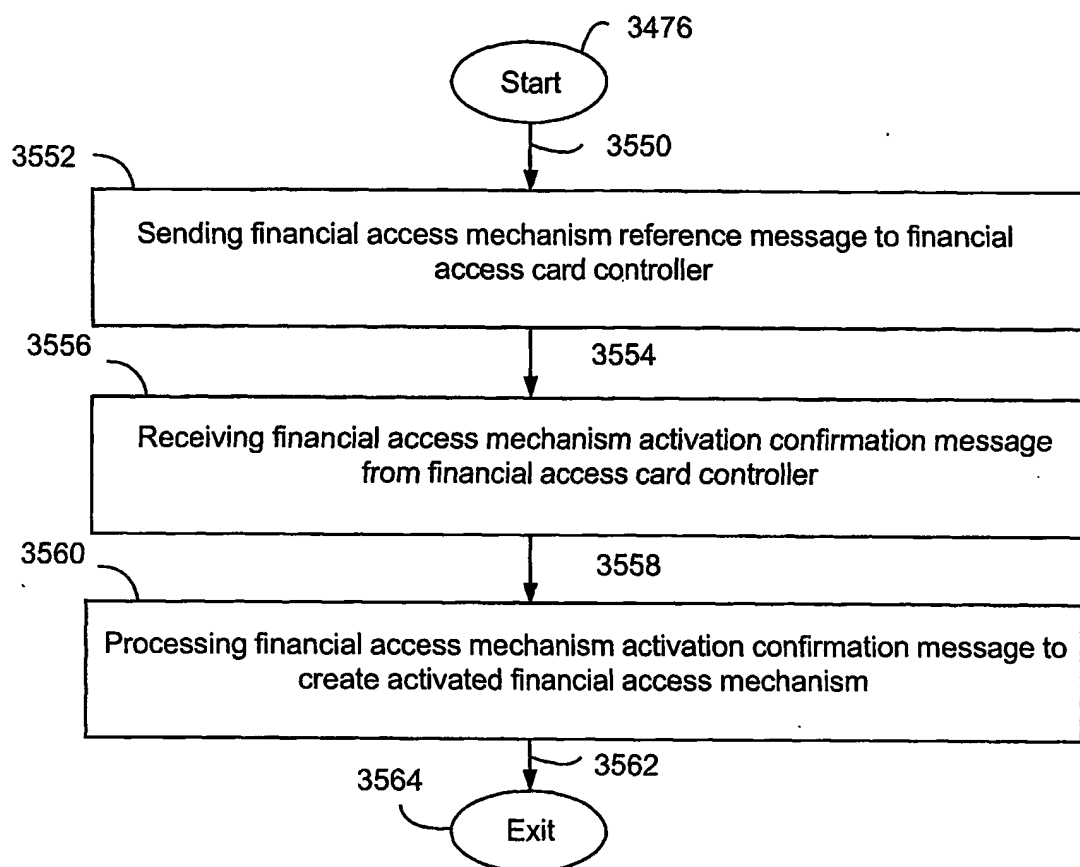 3476
Start
3550
3552
Sending financial access mechanism reference message to financial
access card controller
3554
3556
Receiving financial access mechanism activation confirmation message
from financial access card controller
3558
3560
Processing financial access mechanism activation confirmation message to
create activated financial access mechanism
3562
3564
Exit